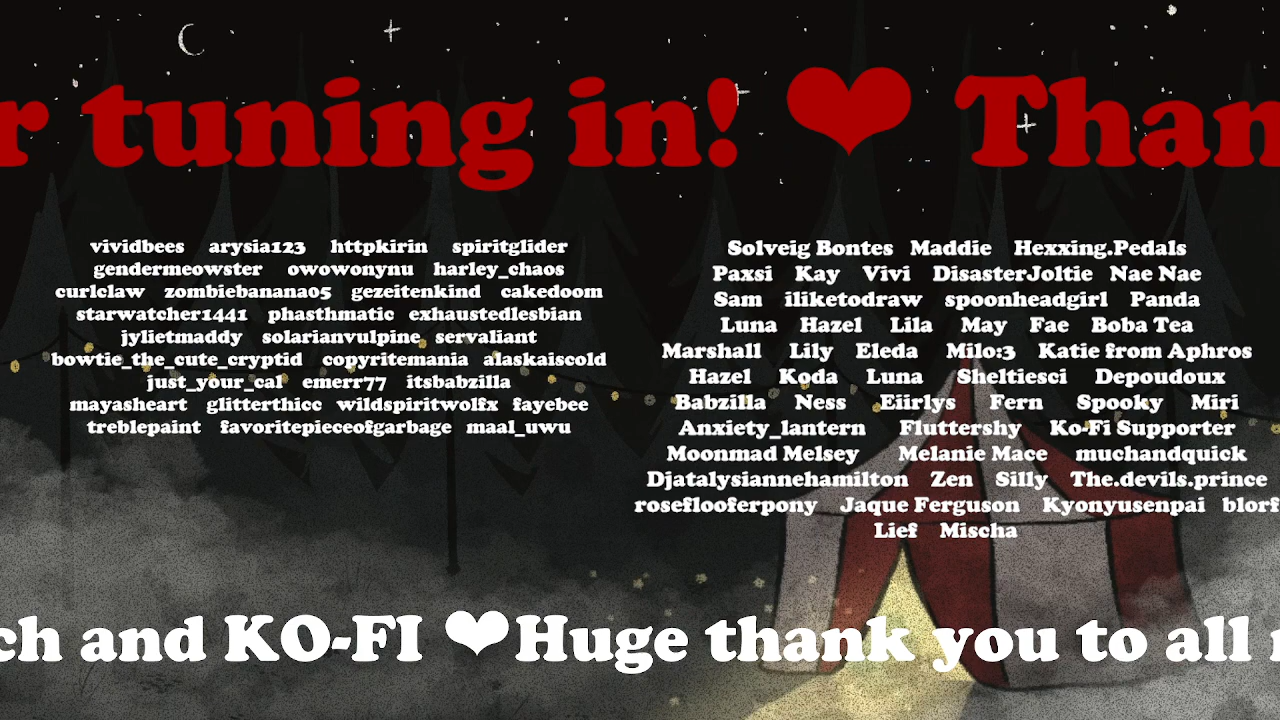 r tuning in! ❤ Than
vividbees arysia123 httpkirin spiritglider
gendermeowster owowonynu harley_chaos
curlclaw zombiebanana05 gezeitenkind cakedoom
starwatcher1441 phasthmatic exhaustedlesbian
jylietmaddy solarianvulpine servaliant
bowtie_the_cute_cryptid copyritemania alaskaiscold
just_your_cal emerr77 itsbabzilla
mayasheart glitterthicc wildspiritwolfx fayebee
treblepaint favoritepieceofgarbage maal_uwu
Solveig Bontes Maddie Hexxing.Pedals
Paxsi Kay Vivi DisasterJoltie Nae Nae
Sam iliketodraw spoonheadgirl Panda
Luna Hazel Lila May Fae Boba Tea
Marshall Lily Eleda Milo:3 Katie from Aphros
Hazel Koda Luna Sheltiesci Depoudoux
Babzilla Ness Eiirlys Fern Spooky Miri
Anxiety_lantern Fluttershy Ko-Fi Supporter
Moonmad Melsey Melanie Mace muchandquick
Djatalysiannehamilton Zen Silly The.devils.prince
roseflooferpony Jaque Ferguson Kyonyusenpai blorf
Lief Mischa
ch and KO-FI ❤Huge thank you to all